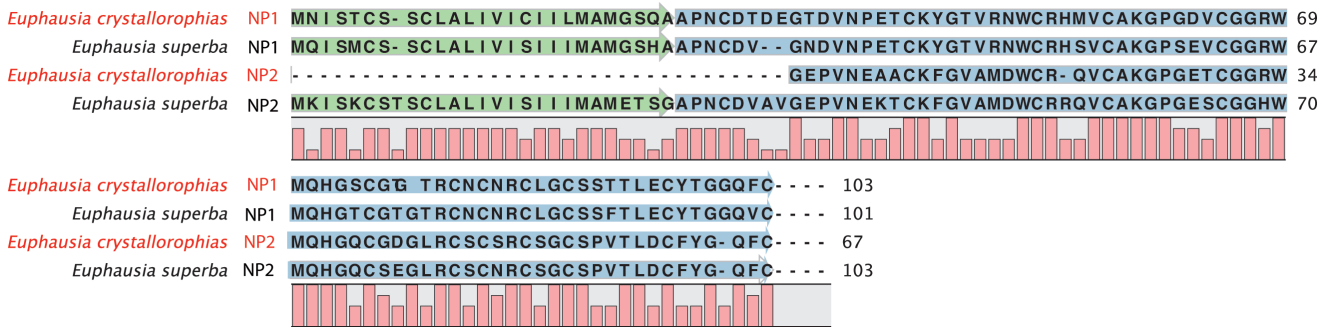 Euphausia crystallorophias NP1 MNISTCS-SCLALIVICIILMAMGSQAAPNCDTDEGTDVNPETCKYGTVRNWCRHMVCAKGPGDVCGGRW 69
Euphausia superba NP1 MQISMCS-SCLALIVISIIIMAMGSHAAPNCDV--GNDVNPETCKYGTVRNWCRHSVCAKGPSEVCGGRW 67
Euphausia crystallorophias NP2 -----------------------------------GEPVNEAACKFGVAMDWCR-QVCAKGPGETCGGRW 34
Euphausia superba NP2 MKISKCSTSCLALIVISIIIMAMETSGAPNCDVAVGEPVNEKTCKFGVAMDWCRRQVCAKGPGESCGGHW 70
Euphausia crystallorophias NP1 MQHGSCGTG TRCNCNRCLGCSSTTLECYTGGQFC---- 103
Euphausia superba NP1 MQHGTCGTGTRCNCNRCLGCSSFTLECYTGGQVC---- 101
Euphausia crystallorophias NP2 MQHGQCGDGLRCSCSRCSGCSPVTLDCFYG-QFC---- 67
Euphausia superba NP2 MQHGQCSEGLRCSCNRCSGCSPVTLDCFYG-QFC---- 103